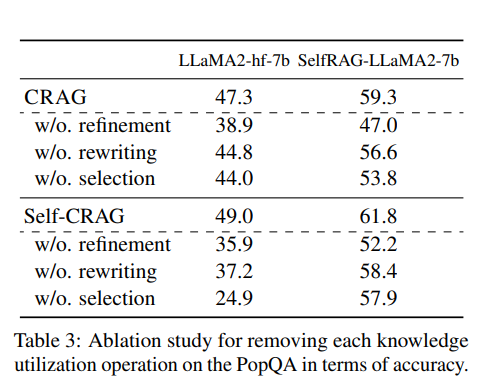 LLaMA2-hf-7b SelfRAG-LLaMA2-7b
CRAG 47.3 59.3
w/o. refinement 38.9 47.0
w/o. rewriting 44.8 56.6
w/o. selection 44.0 53.8
Self-CRAG 49.0 61.8
w/o. refinement 35.9 52.2
w/o. rewriting 37.2 58.4
w/o. selection 24.9 57.9
Table 3: Ablation study for removing each knowledge
utilization operation on the PopQA in terms of accuracy.